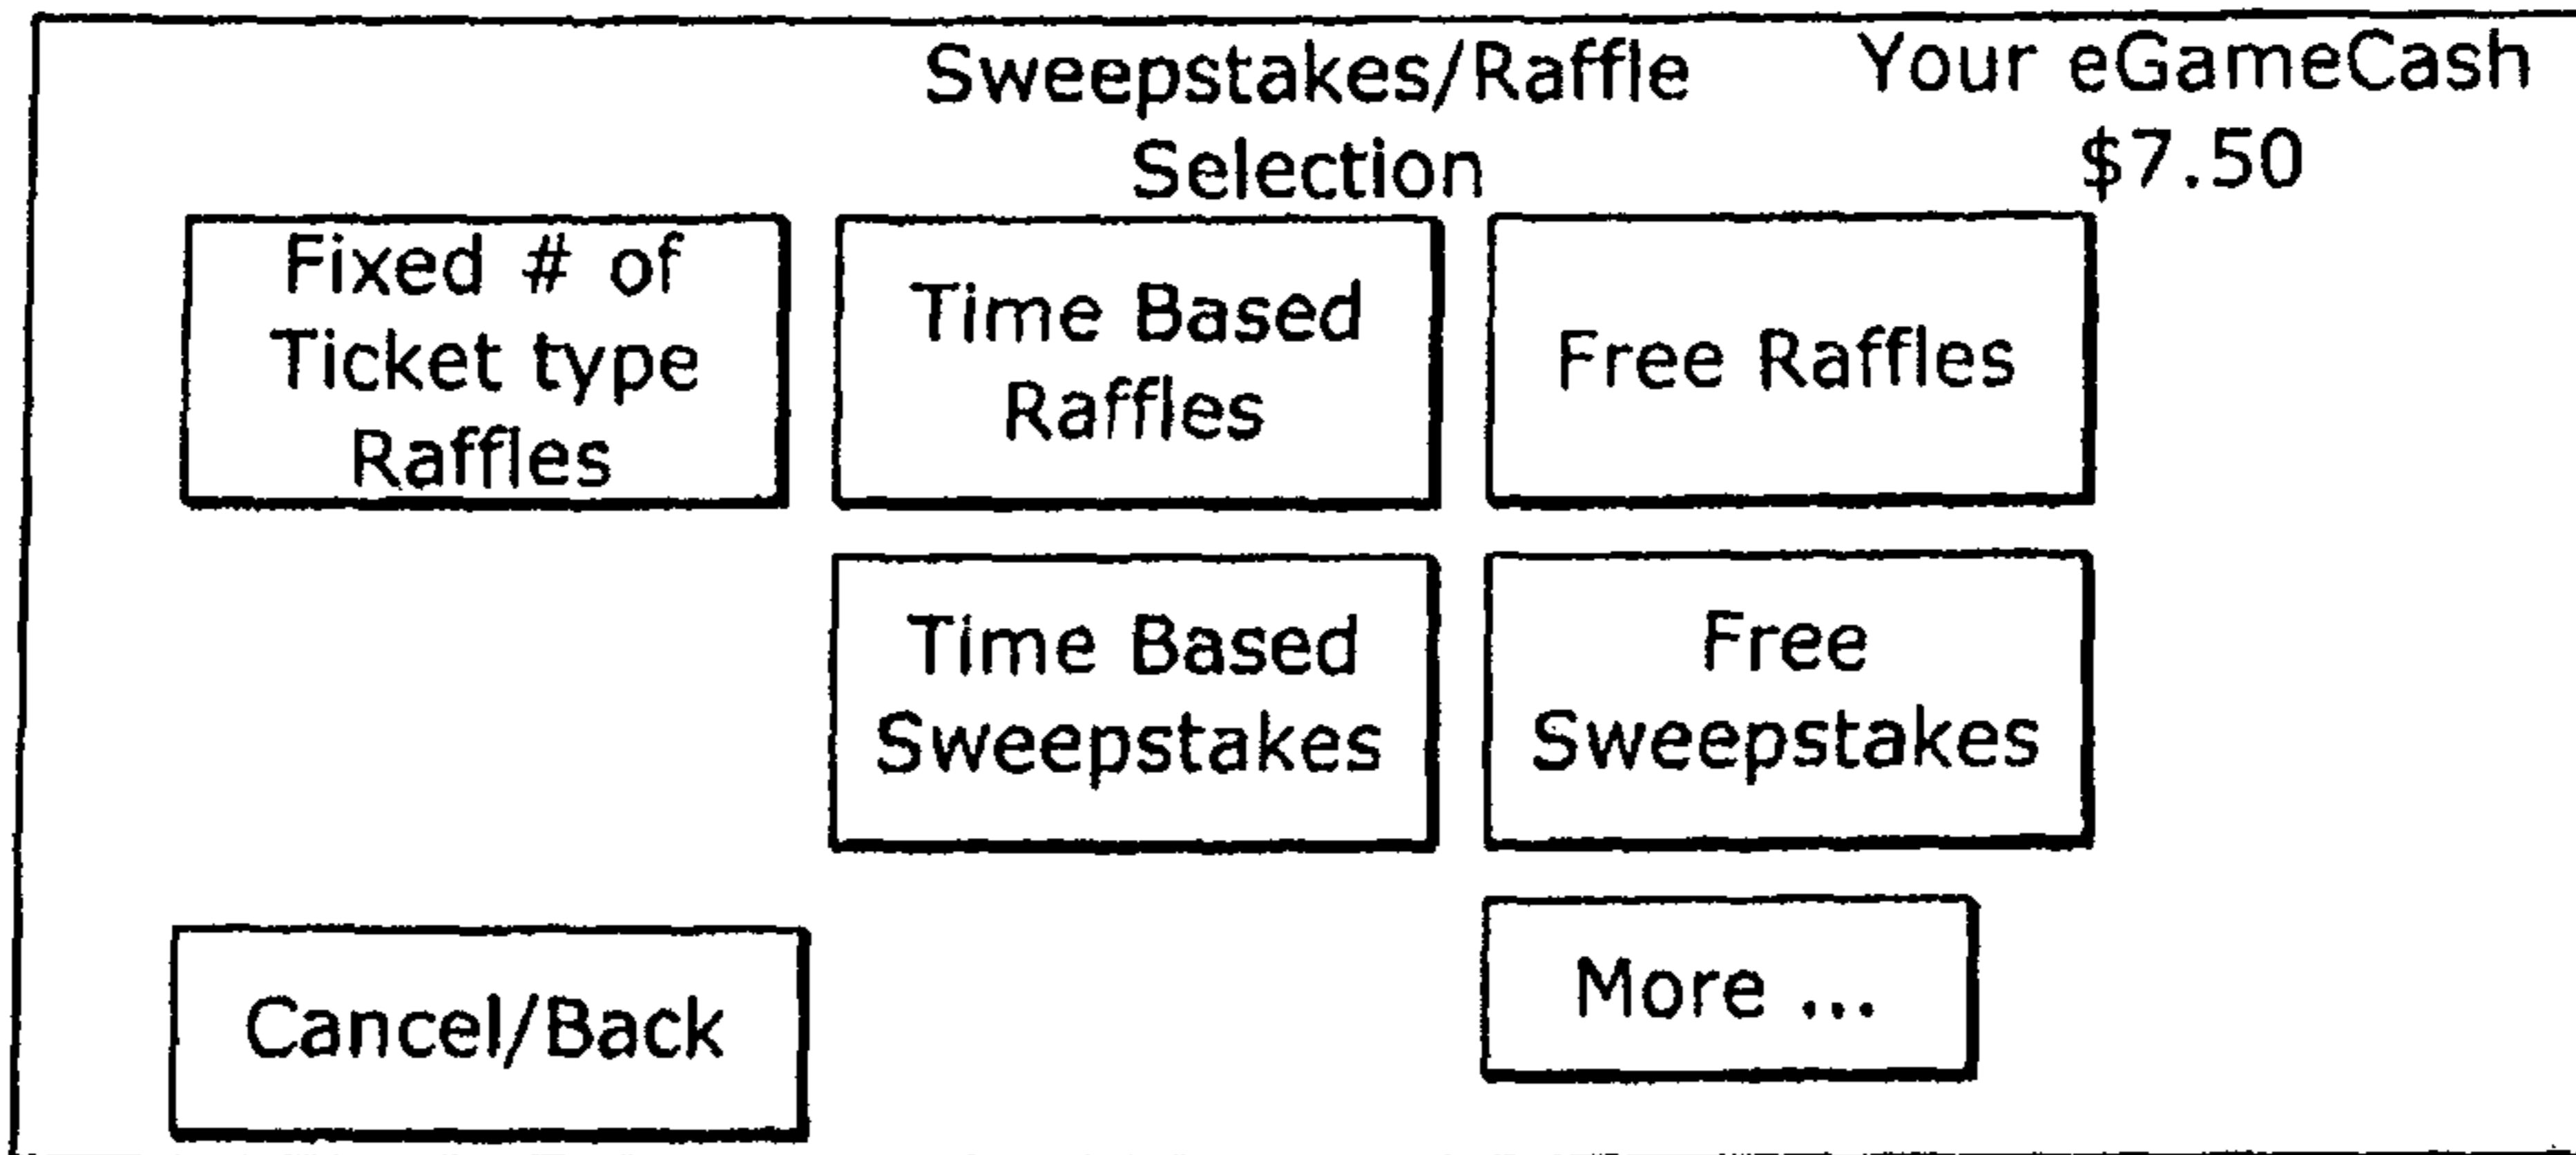 Sweepstakes/Raffle
Selection
Your eGameCash
$7.50
Fixed # of
Ticket type
Raffles
Time Based
Raffles
Free Raffles
Time Based
Sweepstakes
Free
Sweepstakes
Cancel/Back
More ...